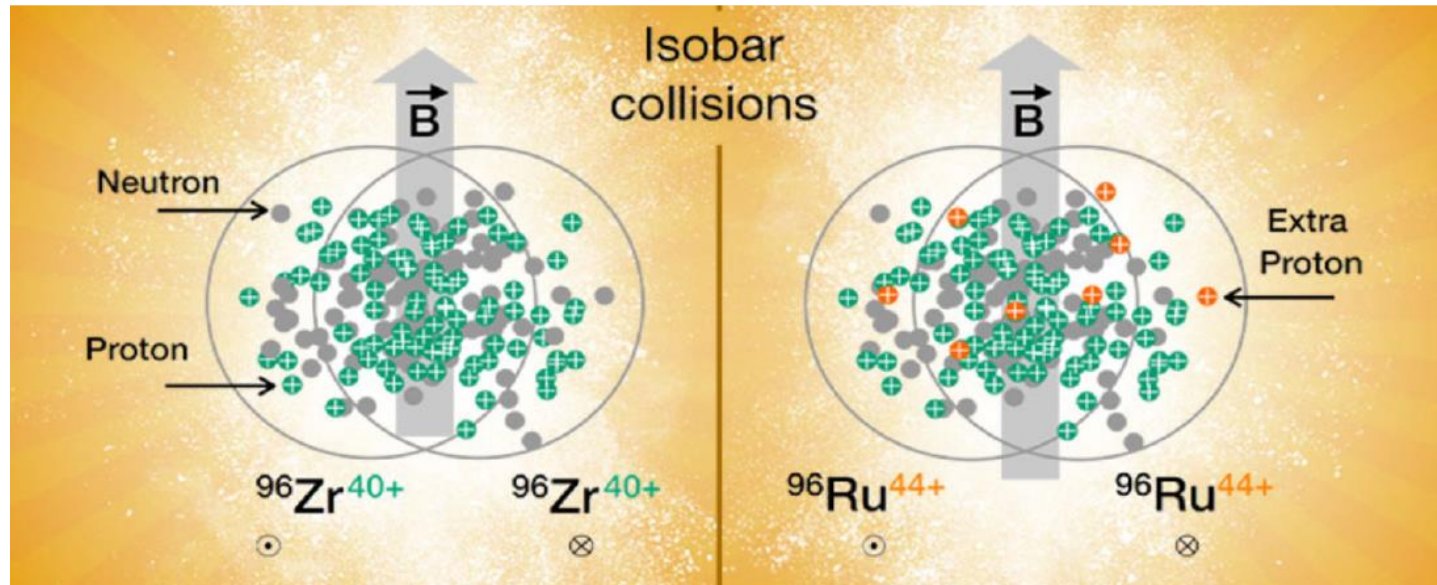 Isobar
collisions
B
B
Neutron
Proton
Extra
Proton
⁹⁶Zr⁴⁰⁺ ⁹⁶Zr⁴⁰⁺
⁹⁶Ru⁴⁴⁺ ⁹⁶Ru⁴⁴⁺